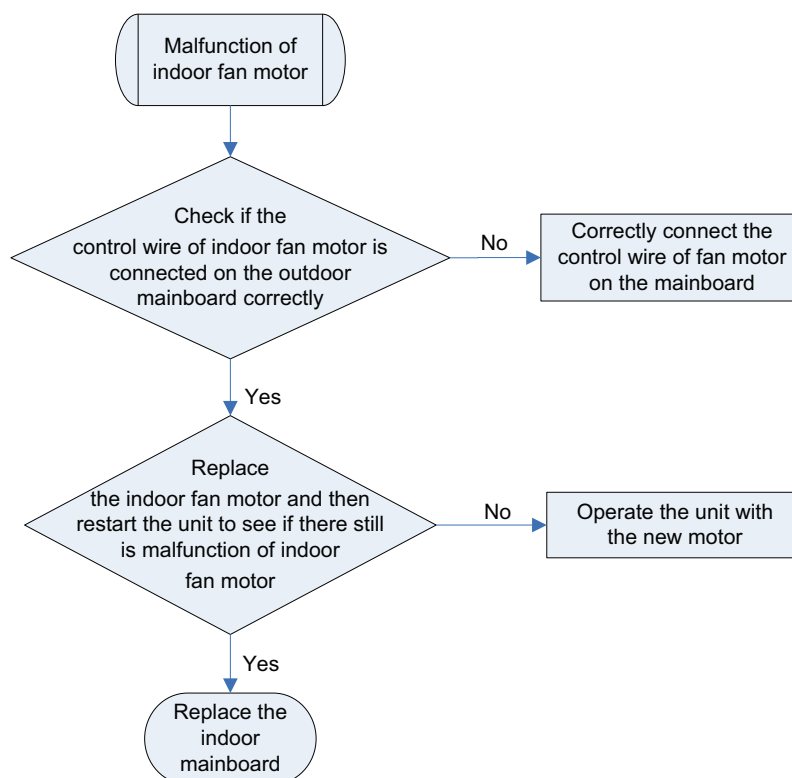 Malfunction of
indoor fan motor
Check if the
control wire of indoor fan motor is
connected on the outdoor
mainboard correctly
No
Correctly connect the
control wire of fan motor
on the mainboard
Yes
Replace
the indoor fan motor and then
restart the unit to see if there still
is malfunction of indoor
fan motor
No
Operate the unit with
the new motor
Yes
Replace the
indoor
mainboard